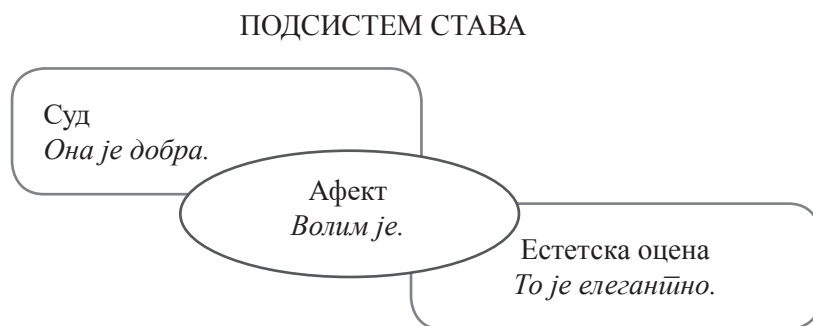 ПОДСИСТЕМ СТАВА
Суд
Она је добра.
Афект
Волим је.
Естетска оцена
То је елегантно.